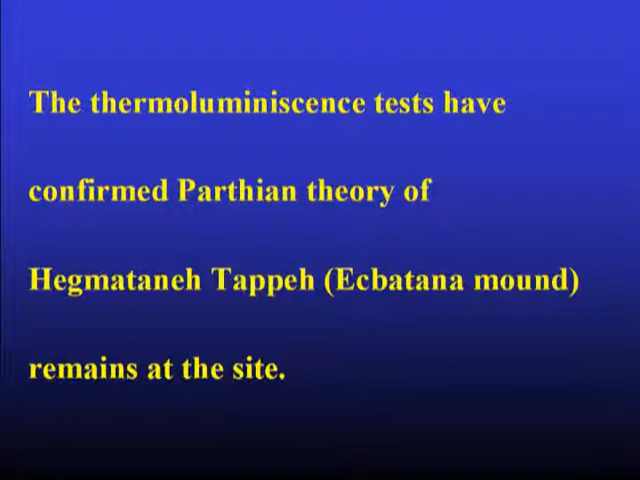 The thermoluminiscence tests have
confirmed Parthian theory of
Hegmataneh Tappeh (Ecbatana mound)
remains at the site.